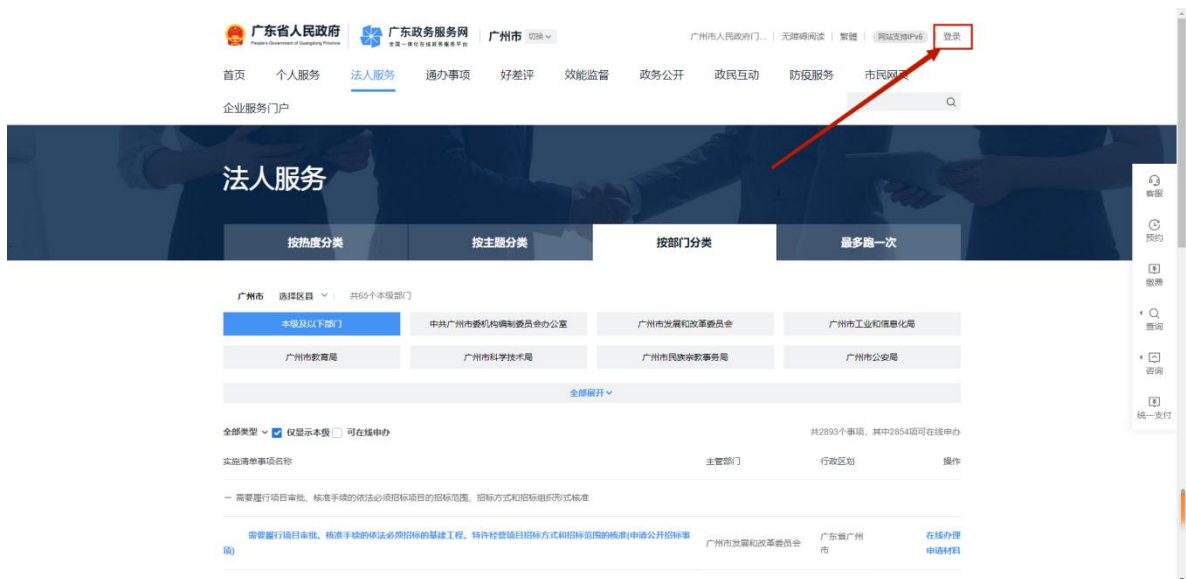 广东省人民政府
People's Government of Guangdong Province
广东政务服务网
全国一体化在线政务服务平台
广州市 切换
广州市人民政府门... 无障碍阅读 繁體 网站支持IPv6 登录
首页 个人服务 法人服务 通办事项 好差评 效能监督 政务公开 政民互动 防疫服务 市民网页
企业服务门户
法人服务
按热度分类 按主题分类 按部门分类 最多跑一次
客服
预约
缴费
查询
咨询
统一支付
广州市 选择区县 共65个本级部门
本级及以下部门 中共广州市委机构编制委员会办公室 广州市发展和改革委员会 广州市工业和信息化局
广州市教育局 广州市科学技术局 广州市民族宗教事务局 广州市公安局
全部展开
全部类型 仅显示本级 可在线申办 共2893个事项，其中2854项可在线申办
实施清单事项名称 主管部门 行政区划 操作
－ 需要履行项目审批、核准手续的依法必须招标项目的招标范围、招标方式和招标组织形式核准
需要履行项目审批、核准手续的依法必须招标的基建工程、特许经营项目招标方式和招标范围的核准(申请公开招标事
项) 广州市发展和改革委员会 广东省广州 在线办理
市 申请材料